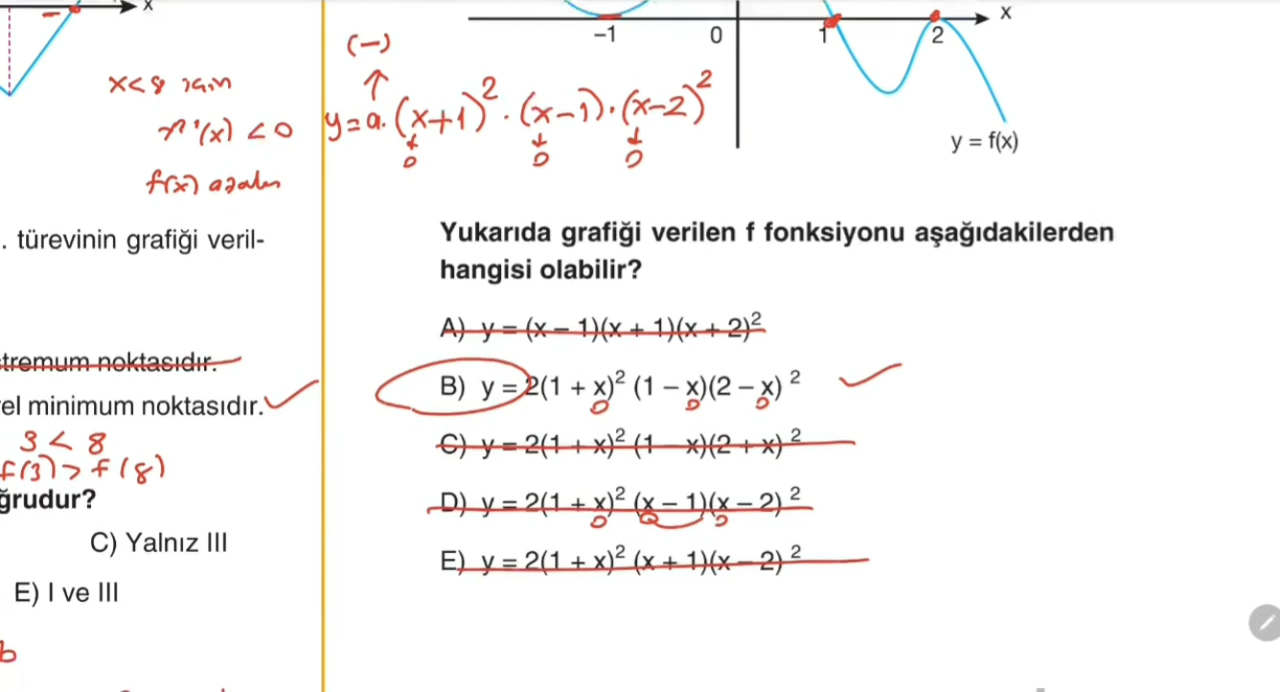 x
x<8 için
f'(x) < 0
f(x) azalan
. türevinin grafiği veril-
tremum noktasıdır.
el minimum noktasıdır.
3 < 8
f(3) > f(8)
ğrudur?
C) Yalnız III
E) I ve III
b
x
-1 0 1 2
(-)
y=a.(x+1)².(x-1).(x-2)²
0 0 0
y = f(x)
Yukarıda grafiği verilen f fonksiyonu aşağıdakilerden
hangisi olabilir?
A) y = (x – 1)(x + 1)(x + 2)²
B) y = 2(1 + x)² (1 – x)(2 – x) ²
C) y = 2(1 + x)² (1 – x)(2 + x) ²
D) y = 2(1 + x)² (x – 1)(x – 2) ²
E) y = 2(1 + x)² (x + 1)(x – 2) ²